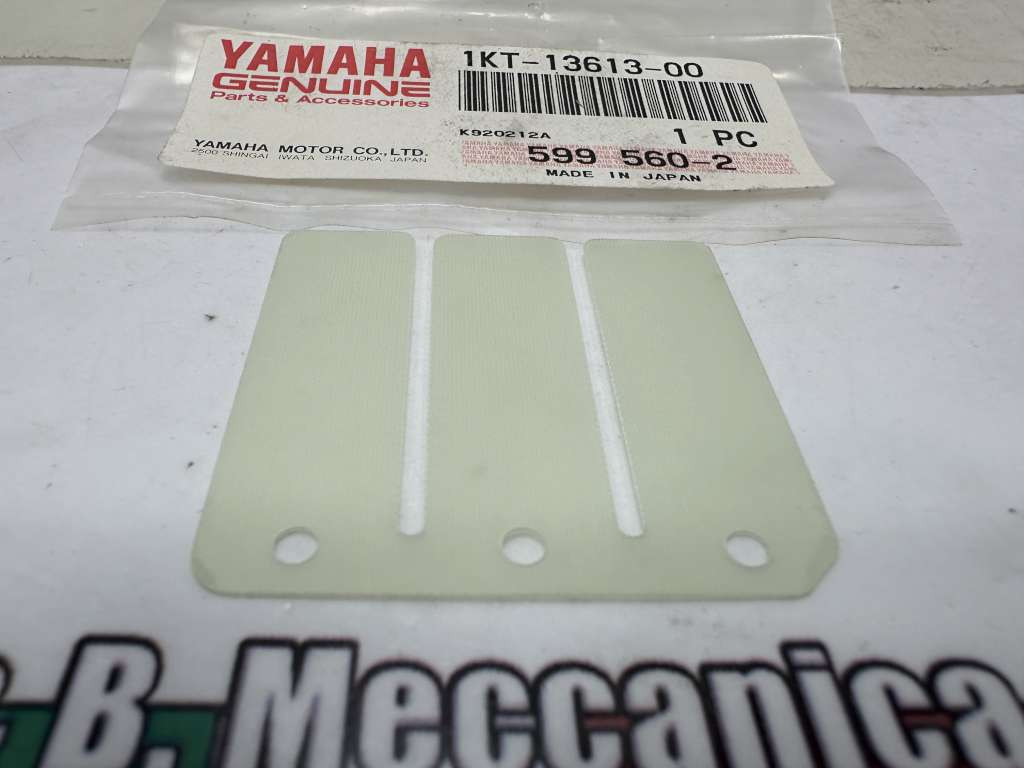 YAMAHA
GENUINE
Parts & Accessories
1KT-13613-00
K920212A
1 PC
YAMAHA MOTOR CO.,LTD.
2500 SHINGAI IWATA SHIZUOKA JAPAN
599 560-2
MADE IN JAPAN
B. Meccanica